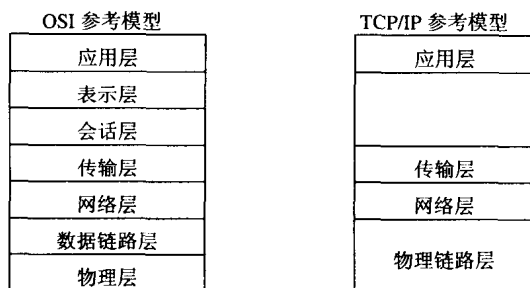 OSI 参考模型
应用层
表示层
会话层
传输层
网络层
数据链路层
物理层
TCP/IP 参考模型
应用层
传输层
网络层
物理链路层